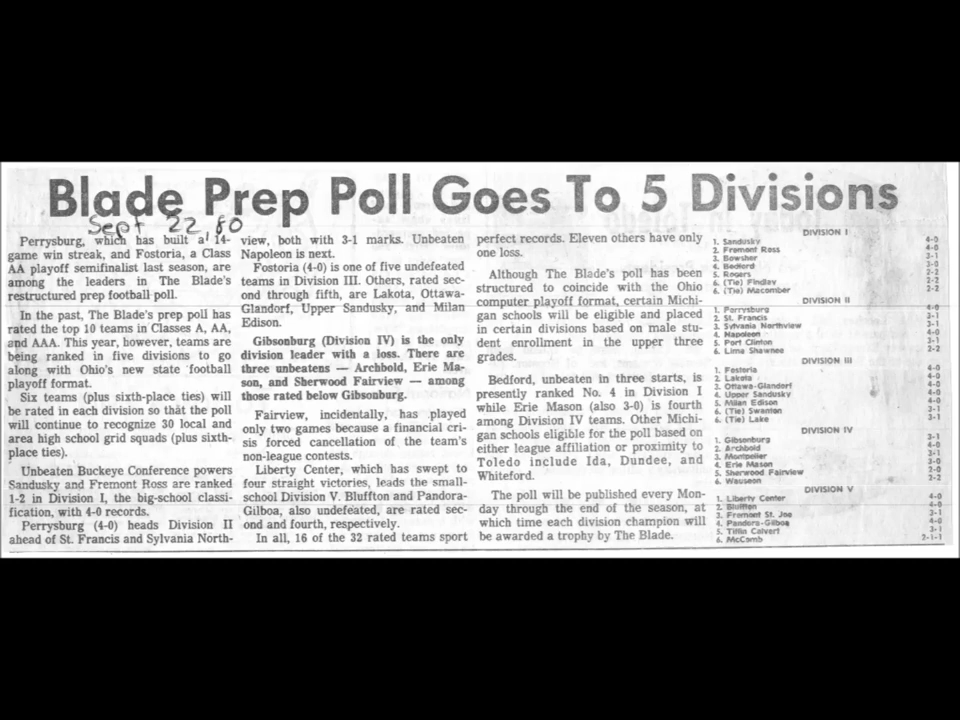 Blade Prep Poll Goes To 5 Divisions
Sept 22, 80
Perrysburg, which has built a 14-
game win streak, and Fostoria, a Class
AA playoff semifinalist last season, are
among the leaders in The Blade's
restructured prep football poll.
In the past, The Blade's prep poll has
rated the top 10 teams in Classes A, AA,
and AAA. This year, however, teams are
being ranked in five divisions to go
along with Ohio's new state football
playoff format.
Six teams (plus sixth-place ties) will
be rated in each division so that the poll
will continue to recognize 30 local and
area high school grid squads (plus sixth-
place ties).
Unbeaten Buckeye Conference powers
Sandusky and Fremont Ross are ranked
1-2 in Division I, the big-school classi-
fication, with 4-0 records.
Perrysburg (4-0) heads Division II
ahead of St. Francis and Sylvania North-
view, both with 3-1 marks. Unbeaten
Napoleon is next.
Fostoria (4-0) is one of five undefeated
teams in Division III. Others, rated sec-
ond through fifth, are Lakota, Ottawa-
Glandorf, Upper Sandusky, and Milan
Edison.
Gibsonburg (Division IV) is the only
division leader with a loss. There are
three unbeatens — Archbold, Erie Ma-
son, and Sherwood Fairview — among
those rated below Gibsonburg.
Fairview, incidentally, has played
only two games because a financial cri-
sis forced cancellation of the team's
non-league contests.
Liberty Center, which has swept to
four straight victories, leads the small-
school Division V. Bluffton and Pandora-
Gilboa, also undefeated, are rated sec-
ond and fourth, respectively.
In all, 16 of the 32 rated teams sport
perfect records. Eleven others have only
one loss.
Although The Blade's poll has been
structured to coincide with the Ohio
computer playoff format, certain Michi-
gan schools will be eligible and placed
in certain divisions based on male stu-
dent enrollment in the upper three
grades.
Bedford, unbeaten in three starts, is
presently ranked No. 4 in Division I
while Erie Mason (also 3-0) is fourth
among Division IV teams. Other Michi-
gan schools eligible for the poll based on
either league affiliation or proximity to
Toledo include Ida, Dundee, and
Whiteford.
The poll will be published every Mon-
day through the end of the season, at
which time each division champion will
be awarded a trophy by The Blade.
DIVISION I
1. Sandusky 4-0
2. Fremont Ross 4-0
3. Bowsher 3-1
4. Bedford 3-0
5. Rogers 2-2
6. (Tie) Findlay 2-2
6. (Tie) Macomber 2-2
DIVISION II
1. Perrysburg 4-0
2. St. Francis 3-1
3. Sylvania Northview 3-1
4. Napoleon 4-0
5. Port Clinton 3-1
6. Lima Shawnee 2-2
DIVISION III
1. Fostoria 4-0
2. Lakota 4-0
3. Ottawa-Glandorf 4-0
4. Upper Sandusky 4-0
5. Milan Edison 4-0
6. (Tie) Swanton 3-1
6. (Tie) Lake 3-1
DIVISION IV
1. Gibsonburg 3-1
2. Archbold 4-0
3. Montpelier 3-1
4. Erie Mason 3-0
5. Sherwood Fairview 2-0
6. Wauseon 2-2
DIVISION V
1. Liberty Center 4-0
2. Bluffton 4-0
3. Fremont St. Joe 3-1
4. Pandora-Gilboa 4-0
5. Tiffin Calvert 3-1
6. McComb 2-1-1